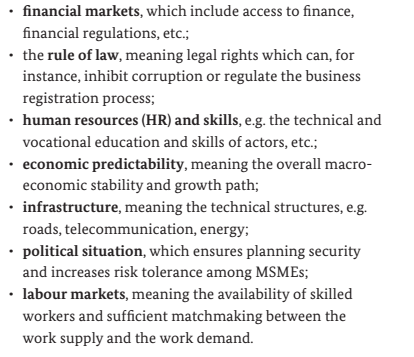 • financial markets, which include access to finance,
financial regulations, etc.;
• the rule of law, meaning legal rights which can, for
instance, inhibit corruption or regulate the business
registration process;
• human resources (HR) and skills, e.g. the technical and
vocational education and skills of actors, etc.;
• economic predictability, meaning the overall macro-
economic stability and growth path;
• infrastructure, meaning the technical structures, e.g.
roads, telecommunication, energy;
• political situation, which ensures planning security
and increases risk tolerance among MSMEs;
• labour markets, meaning the availability of skilled
workers and sufficient matchmaking between the
work supply and the work demand.